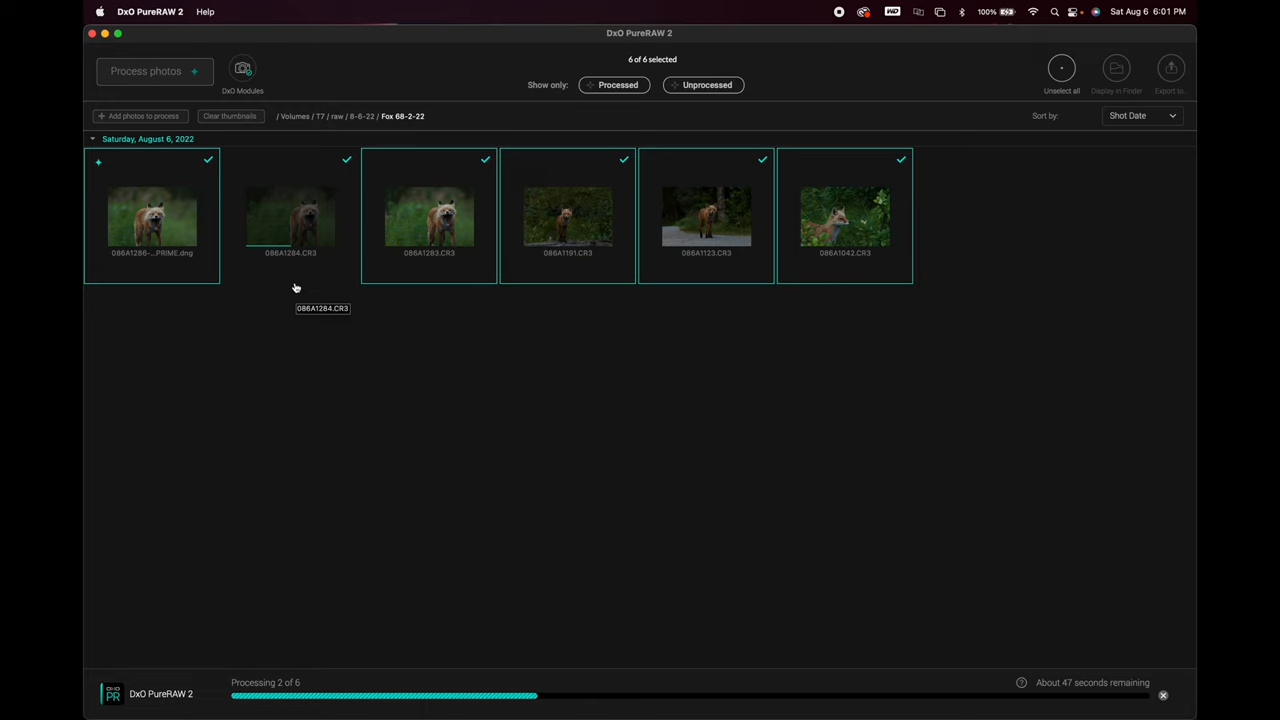 DxO PureRAW 2 Help
WD
100%
Sat Aug 6 6:01 PM
DxO PureRAW 2
Process photos
DxO Modules
6 of 6 selected
Show only: Processed Unprocessed
Unselect all
Display in Finder
Export to...
+ Add photos to process
Clear thumbnails
/ Volumes / T7 / raw / 8-6-22 / Fox 68-2-22
Sort by: Shot Date
Saturday, August 6, 2022
086A1286-...PRIME.dng
086A1284.CR3
086A1283.CR3
086A1191.CR3
086A1123.CR3
086A1042.CR3
086A1284.CR3
DxO
PR
DxO PureRAW 2
Processing 2 of 6
? About 47 seconds remaining